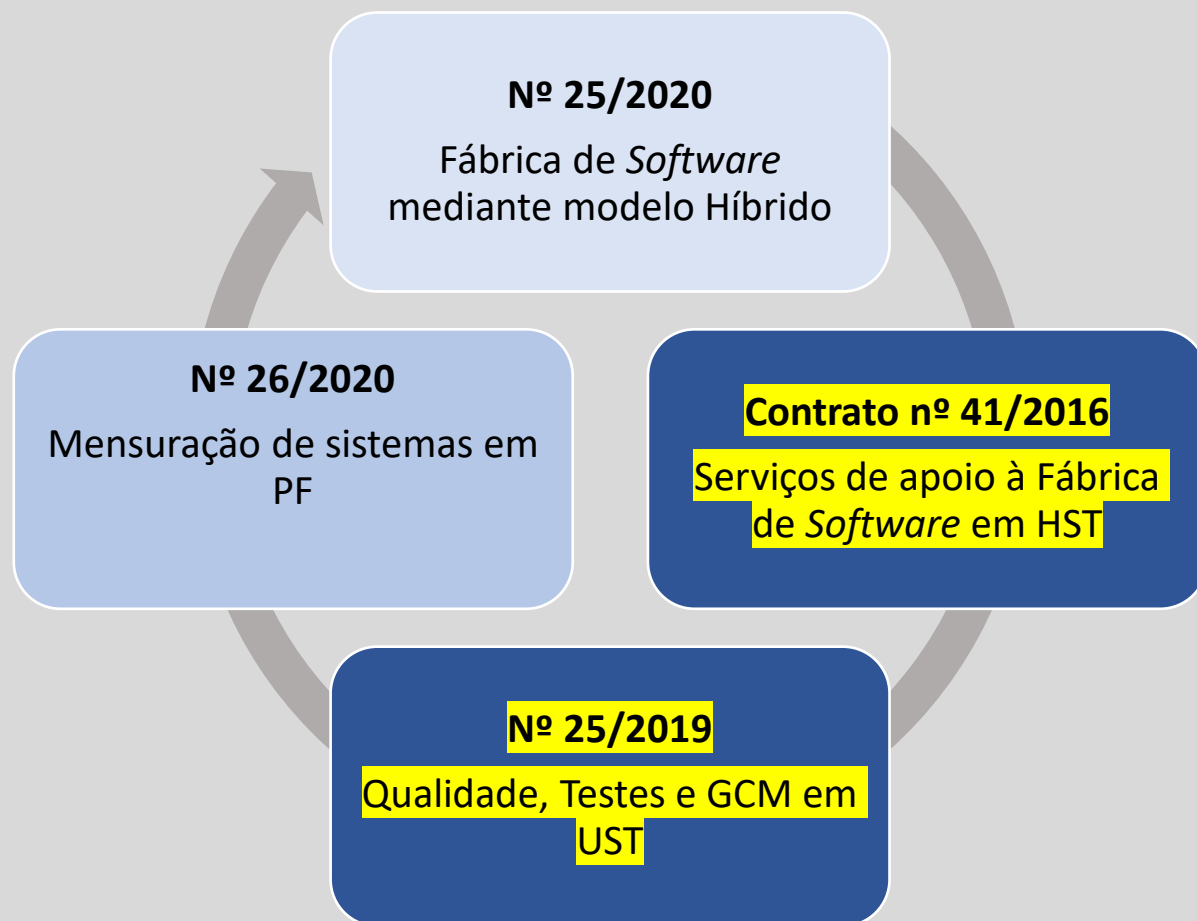 Nº 25/2020
Fábrica de Software
mediante modelo Híbrido
Nº 26/2020
Mensuração de sistemas em
PF
Contrato nº 41/2016
Serviços de apoio à Fábrica
de Software em HST
Nº 25/2019
Qualidade, Testes e GCM em
UST